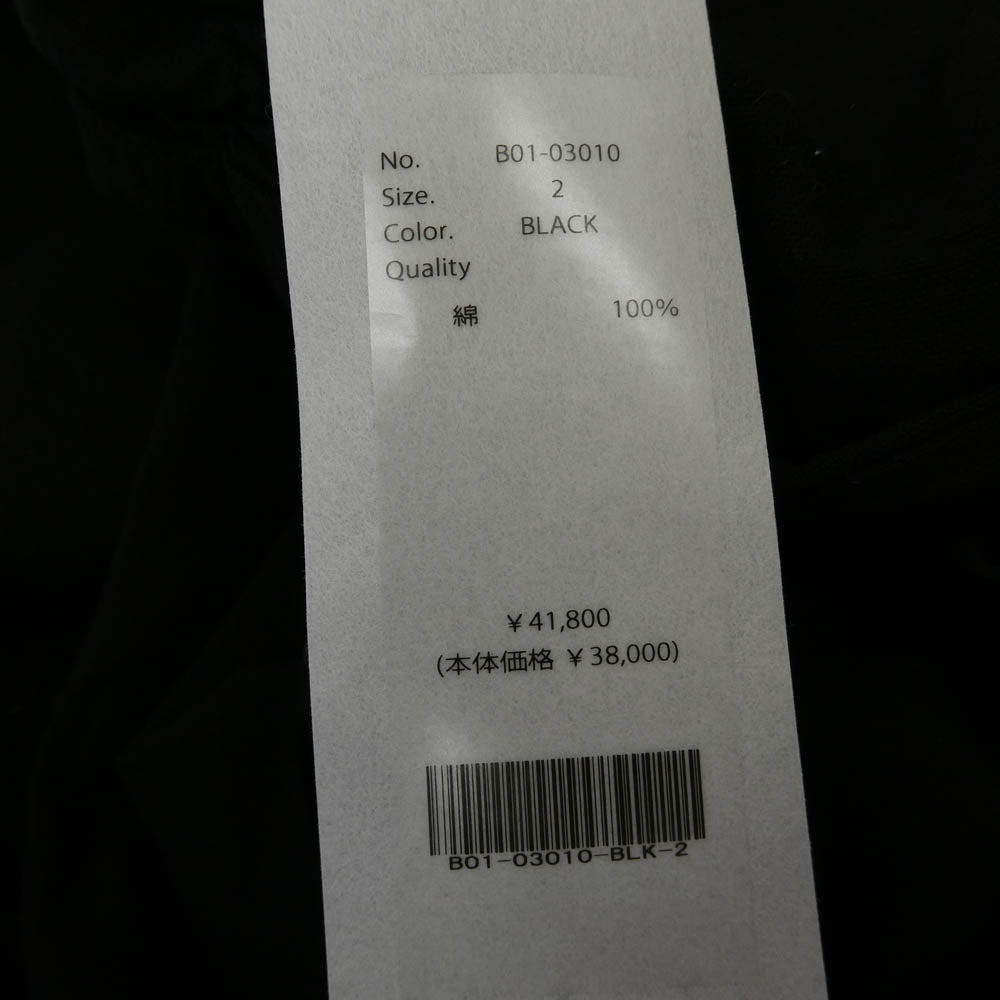 No. B01-03010
Size. 2
Color. BLACK
Quality
綿 100%
¥41,800
(本体価格 ¥38,000)
B01-03010-BLK-2